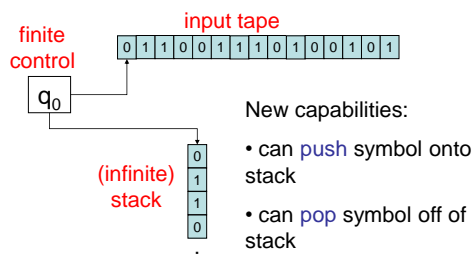 input tape
finite
control
0 1 1 0 0 1 1 1 0 1 0 0 1 0 1
q0
New capabilities:
• can push symbol onto
stack
(infinite)
stack
0
1
1
0
• can pop symbol off of
stack